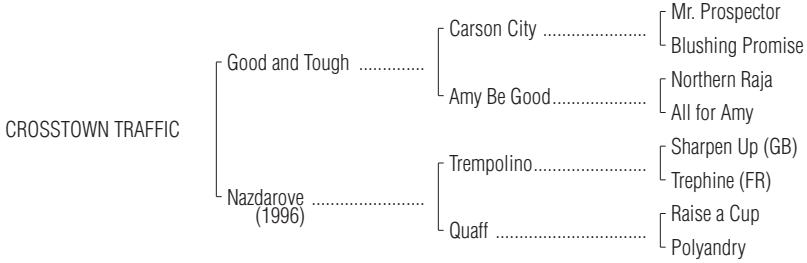 Mr. Prospector
Carson City ......................
Blushing Promise
Good and Tough ..............
Northern Raja
Amy Be Good....................
All for Amy
CROSSTOWN TRAFFIC
Sharpen Up (GB)
Trempolino........................
Trephine (FR)
Nazdarove ........................
(1996)
Raise a Cup
Quaff ................................
Polyandry